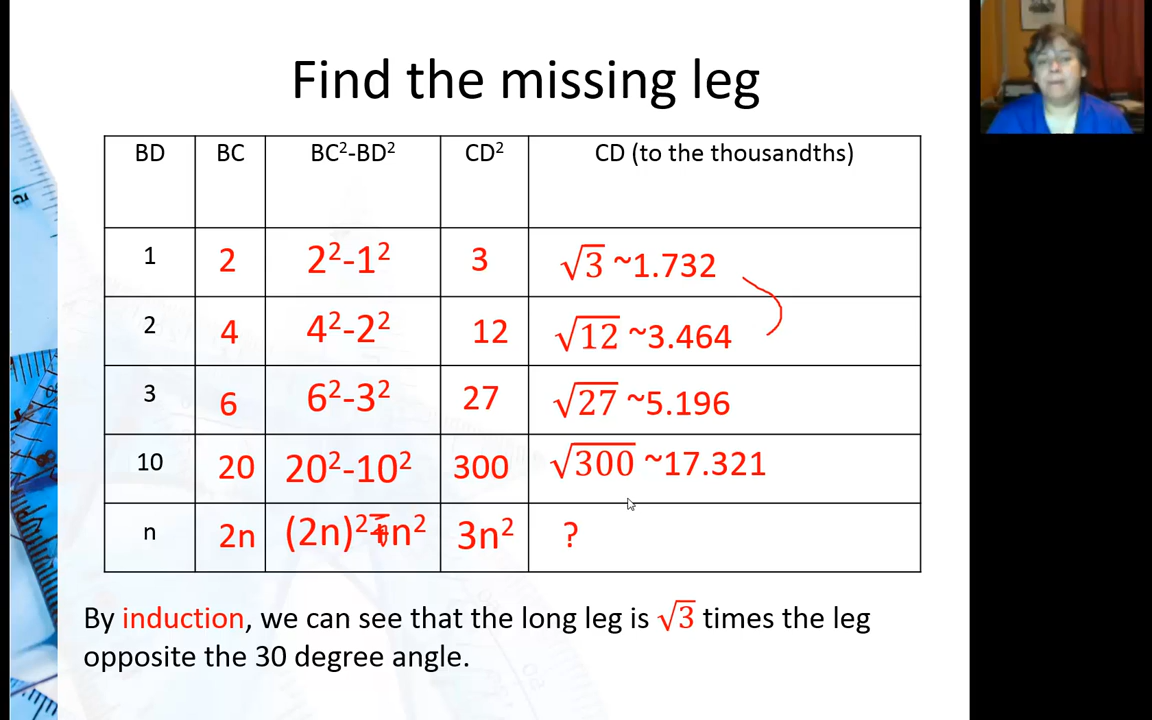 Find the missing leg
BD BC BC²-BD² CD² CD (to the thousandths)
1 2 2²-1² 3 √3 ~1.732
2 4 4²-2² 12 √12 ~3.464
3 6 6²-3² 27 √27 ~5.196
10 20 20²-10² 300 √300 ~17.321
n 2n (2n)²-n² 3n² ?
By induction, we can see that the long leg is √3 times the leg
opposite the 30 degree angle.